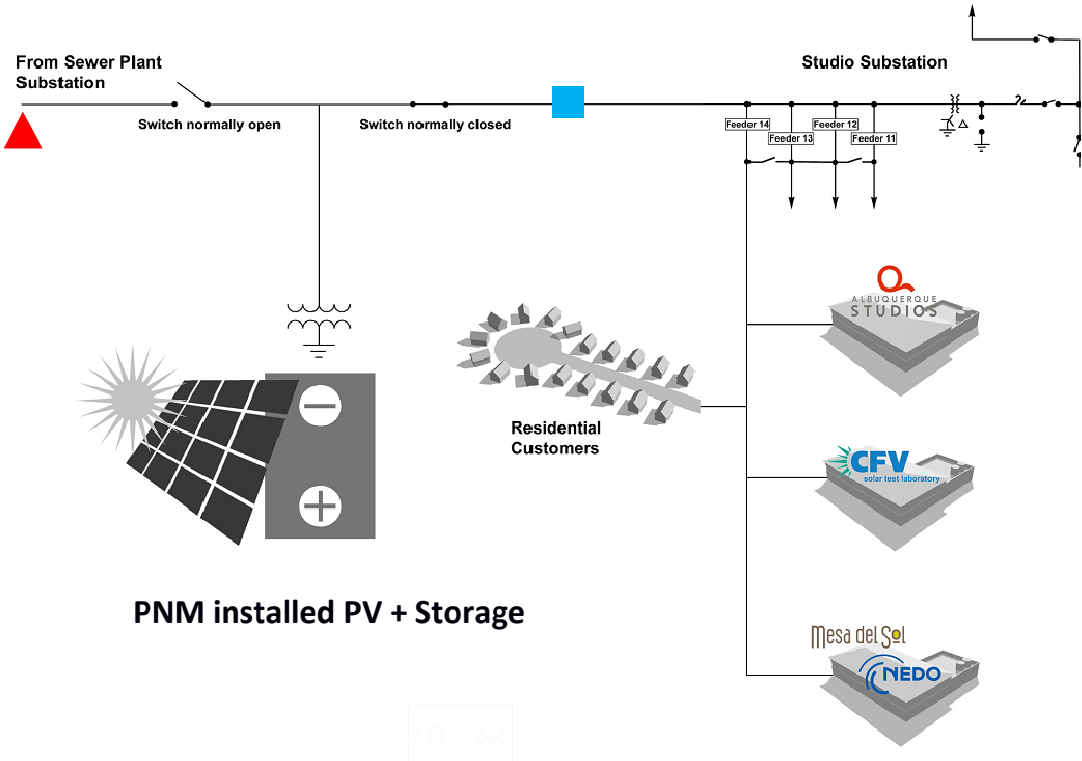 From Sewer Plant
Substation
Studio Substation
Switch normally open
Switch normally closed
Feeder 14
Feeder 12
Feeder 13
Feeder 11
ALBUQUERQUE
STUDIOS
Residential
Customers
CFV
solar test laboratory
PNM installed PV + Storage
Mesa del Sol
NEDO